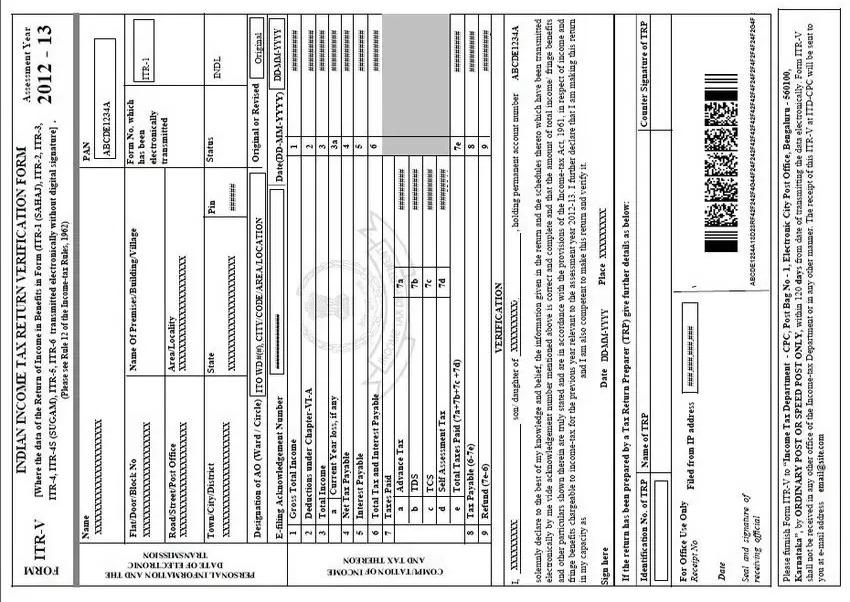 FORM
ITR-V
INDIAN INCOME TAX RETURN VERIFICATION FORM
[Where the data of the Return of Income in Benefits in Form (ITR-1 (SAHAJ), ITR-2, ITR-3,
ITR-4, ITR-4S (SUGAM), ITR-5, ITR-6 transmitted electronically without digital signature] .
(Please see Rule 12 of the Income-tax Rules, 1962)
Assessment Year
2012 - 13
PERSONAL INFORMATION AND THE
DATE OF ELECTRONIC
TRANSMISSION
Name
XXXXXXXXXXXXXXXXXXXX
PAN
ABCDE1234A
Flat/Door/Block No
XXXXXXXXXXXXXXXXXXXX
Name Of Premises/Building/Village
Form No. which
has been
electronically
transmitted
ITR-1
Road/Street/Post Office
XXXXXXXXXXXXXXXXXXXX
Area/Locality
XXXXXXXXXXXXXXXXXXXX
Town/City/District
XXXXXXXXXXXXXXXXXXXX
State
XXXXXXXXXXXXXXXXXXXX
Pin
######
Status
INDL
Designation of AO (Ward / Circle)
ITO WD #(#), CITY/CODE/AREA/LOCATION
Original or Revised
Original
E-filing Acknowledgement Number
###############
Date(DD-MM-YYYY)
DD-MM-YYYY
COMPUTATION OF INCOME
AND TAX THEREON
1 Gross Total Income 1 ##########
2 Deductions under Chapter-VI-A 2 ##########
3 Total Income 3 ##########
a Current Year loss, if any 3a ##########
4 Net Tax Payable 4 ##########
5 Interest Payable 5 ##########
6 Total Tax and Interest Payable 6 ##########
7 Taxes Paid
a Advance Tax 7a ##########
b TDS 7b ##########
c TCS 7c ##########
d Self Assessment Tax 7d ##########
e Total Taxes Paid (7a+7b+7c +7d) 7e ##########
8 Tax Payable (6-7e) 8 ##########
9 Refund (7e-6) 9 ##########
VERIFICATION
I, XXXXXXXXXX son/ daughter of XXXXXXXXXX , holding permanent account number ABCDE1234A
solemnly declare to the best of my knowledge and belief, the information given in the return and the schedules thereto which have been transmitted
electronically by me vide acknowledgement number mentioned above is correct and complete and that the amount of total income/ fringe benefits
and other particulars shown therein are truly stated and are in accordance with the provisions of the Income-tax Act, 1961, in respect of income and
fringe benefits chargeable to income-tax for the previous year relevant to the assessment year 2012-13. I further declare that I am making this return
in my capacity as and I am also competent to make this return and verify it.
Sign here Date DD-MM-YYYY Place XXXXXXXXXX
If the return has been prepared by a Tax Return Preparer (TRP) give further details as below:
Identification No. of TRP
Name of TRP
Counter Signature of TRP
For Office Use Only
Receipt No
Date
Seal and signature of
receiving official
Filed from IP address
###.###.###.###
Please furnish Form ITR-V to "Income Tax Department - CPC, Post Bag No - 1, Electronic City Post Office, Bengaluru - 560100,
Karnataka", by ORDINARY POST OR SPEED POST ONLY, within 120 days from date of transmitting the data electronically. Form ITR-V
shall not be received in any other office of the Income-tax Department or in any other manner. The receipt of this ITR-V at ITD-CPC will be sent to
you at e-mail address email@site.com